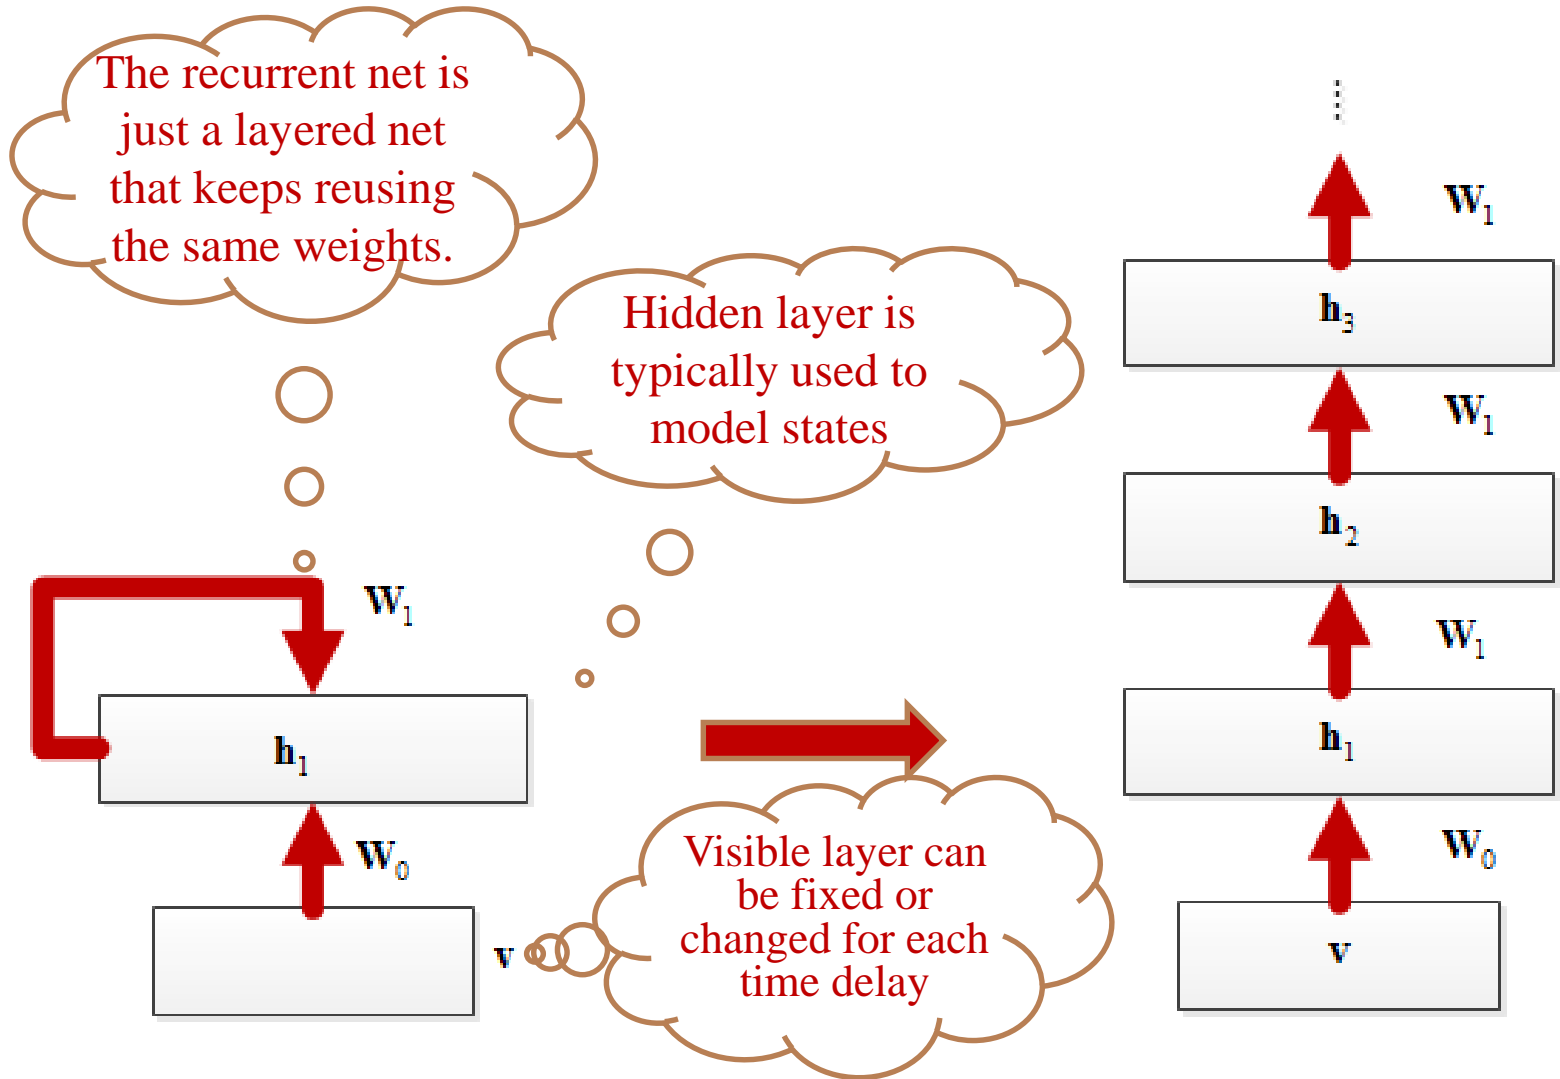 The recurrent net is
just a layered net
that keeps reusing
the same weights.
Hidden layer is
typically used to
model states
W1
h1
W0
v
Visible layer can
be fixed or
changed for each
time delay
W1
h3
W1
h2
W1
h1
W0
v